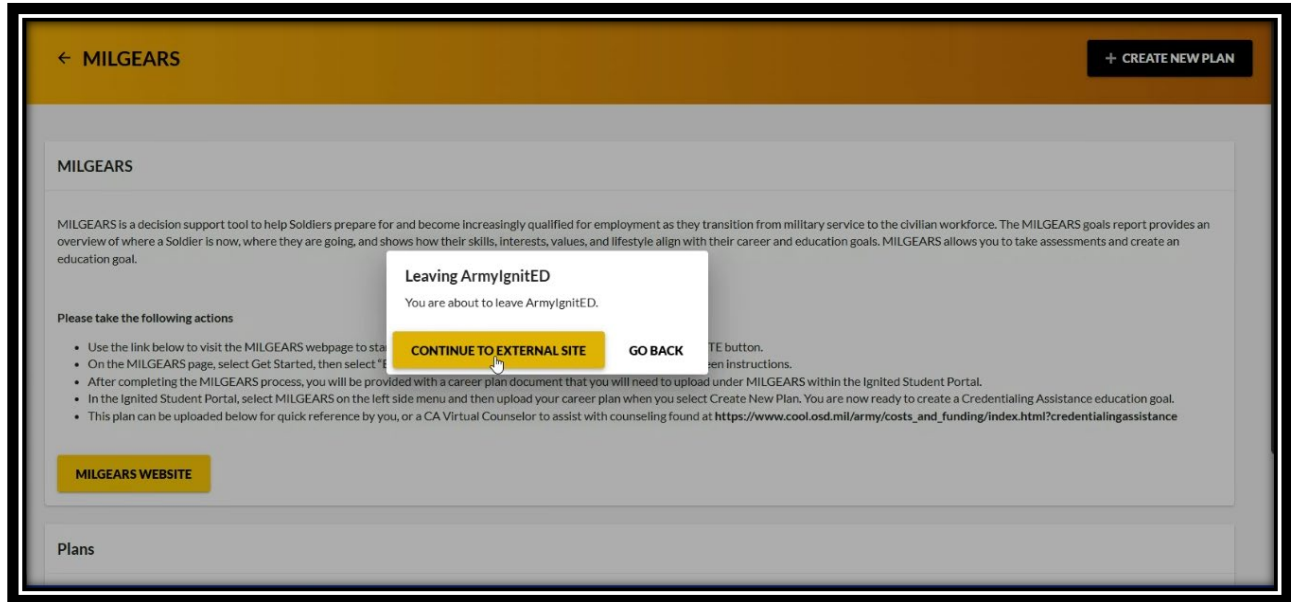 ← MILGEARS
+ CREATE NEW PLAN
MILGEARS
MILGEARS is a decision support tool to help Soldiers prepare for and become increasingly qualified for employment as they transition from military service to the civilian workforce. The MILGEARS goals report provides an
overview of where a Soldier is now, where they are going, and shows how their skills, interests, values, and lifestyle align with their career and education goals. MILGEARS allows you to take assessments and create an
education goal.
Leaving ArmyIgnitED
You are about to leave ArmyIgnitED.
CONTINUE TO EXTERNAL SITE
GO BACK
Please take the following actions
• Use the link below to visit the MILGEARS webpage to TE button.
• On the MILGEARS page, select Get Started, then select een instructions.
• After completing the MILGEARS process, you will be provided with a career plan document that you will need to upload under MILGEARS within the Ignited Student Portal.
• In the Ignited Student Portal, select MILGEARS on the left side menu and then upload your career plan when you select Create New Plan. You are now ready to create a Credentialing Assistance education goal.
• This plan can be uploaded below for quick reference by you, or a CA Virtual Counselor to assist with counseling found at https://www.cool.osd.mil/army/costs_and_funding/index.html?credentialingassistance
MILGEARS WEBSITE
Plans